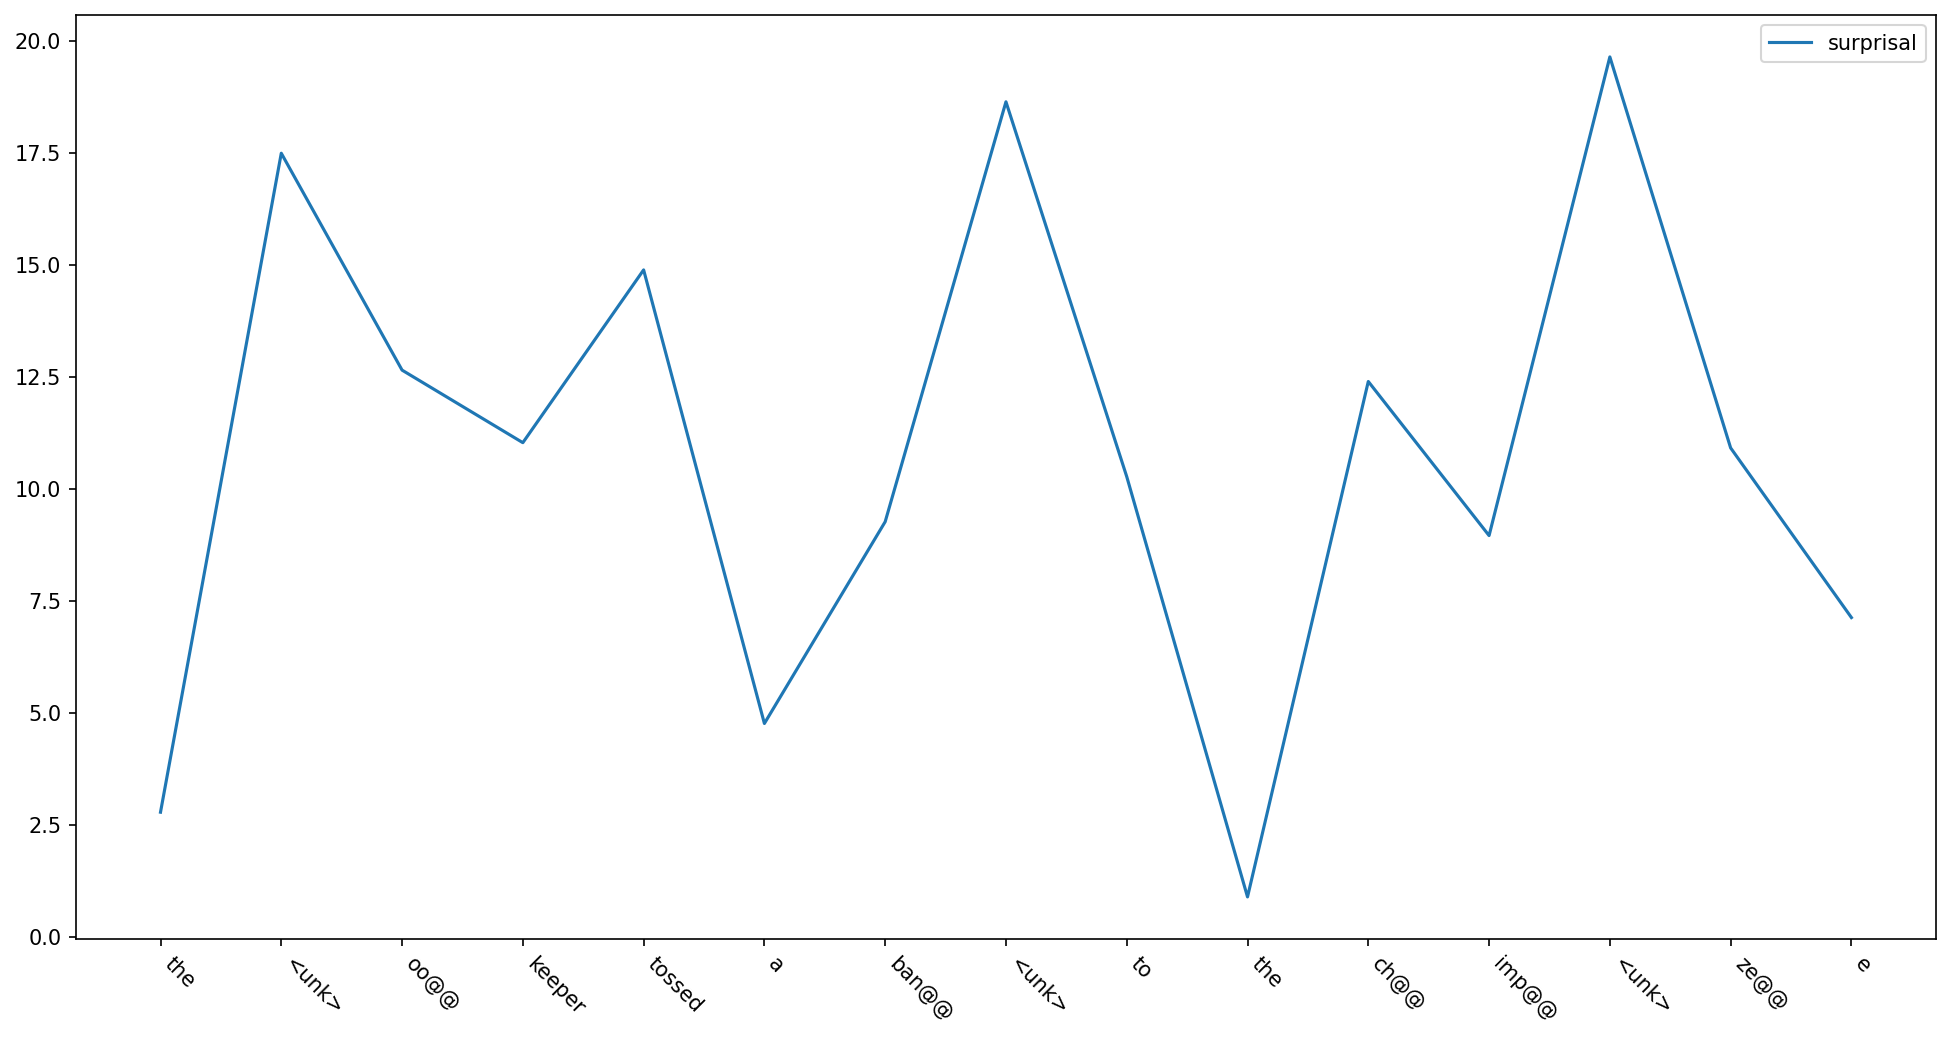 surprisal
20.0
17.5
15.0
12.5
10.0
7.5
5.0
2.5
0.0
the
<unk>
oo@@
keeper
tossed
a
ban@@
<unk>
to
the
ch@@
imp@@
<unk>
ze@@
e